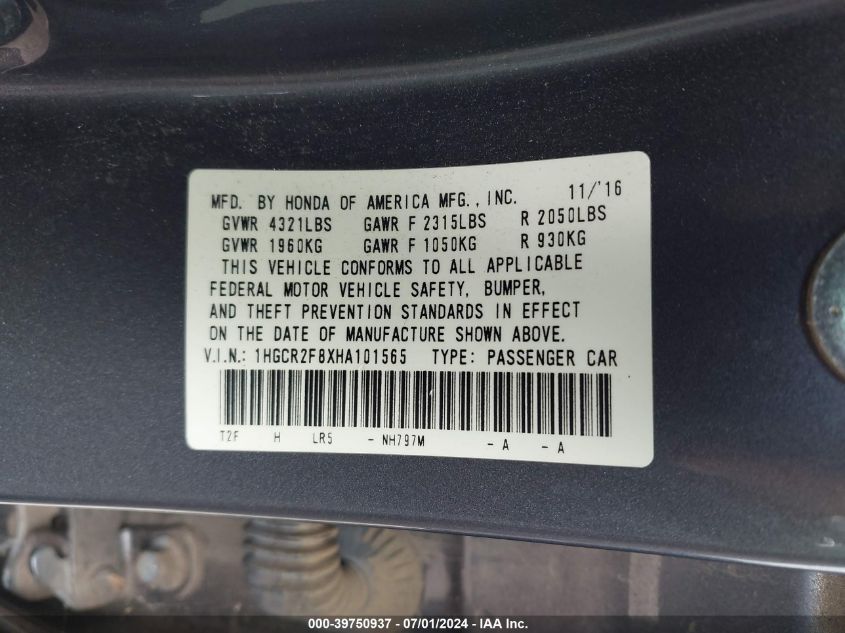 MFD. BY HONDA OF AMERICA MFG., INC. 11/'16
GVWR 4321LBS GAWR F 2315LBS R 2050LBS
GVWR 1960KG GAWR F 1050KG R 930KG
THIS VEHICLE CONFORMS TO ALL APPLICABLE
FEDERAL MOTOR VEHICLE SAFETY, BUMPER,
AND THEFT PREVENTION STANDARDS IN EFFECT
ON THE DATE OF MANUFACTURE SHOWN ABOVE.
V.I.N.: 1HGCR2F8XHA101565 TYPE: PASSENGER CAR
T2F H LR5 - NH797M - A - A
000-39750937 - 07/01/2024 - IAA Inc.